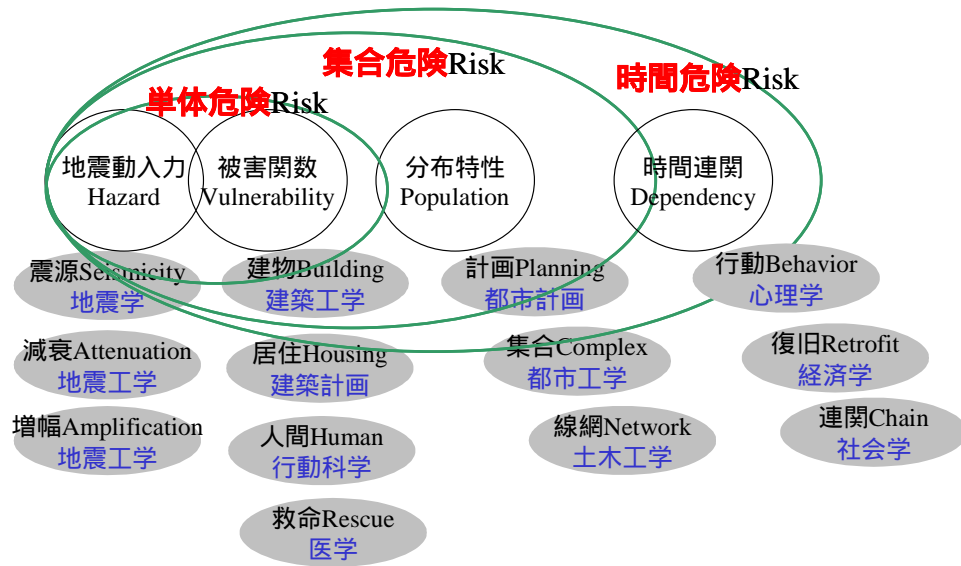 集合危険Risk
時間危険Risk
単体危険Risk
地震動入力
Hazard
被害関数
Vulnerability
分布特性
Population
時間連関
Dependency
震源Seismicity
地震学
建物Building
建築工学
計画Planning
都市計画
行動Behavior
心理学
減衰Attenuation
地震工学
居住Housing
建築計画
集合Complex
都市工学
復旧Retrofit
経済学
増幅Amplification
地震工学
人間Human
行動科学
線網Network
土木工学
連関Chain
社会学
救命Rescue
医学